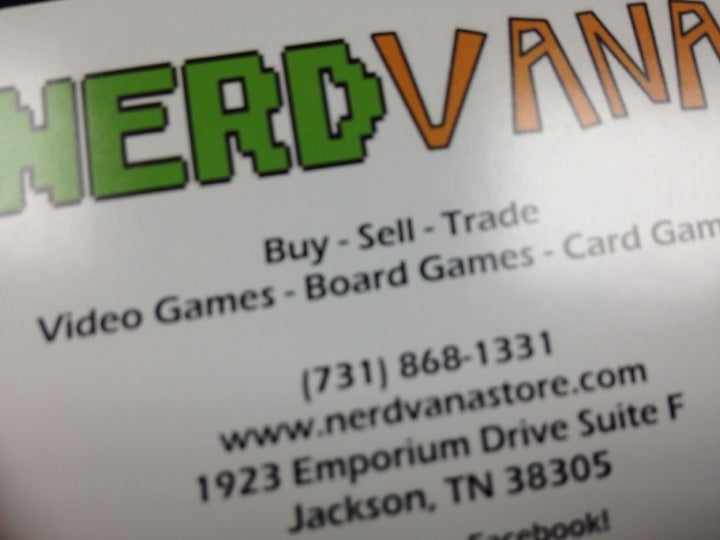 NERDVANA
Buy - Sell - Trade
Video Games - Board Games - Card Gam
(731) 868-1331
www.nerdvanastore.com
1923 Emporium Drive Suite F
Jackson, TN 38305
Facebook!